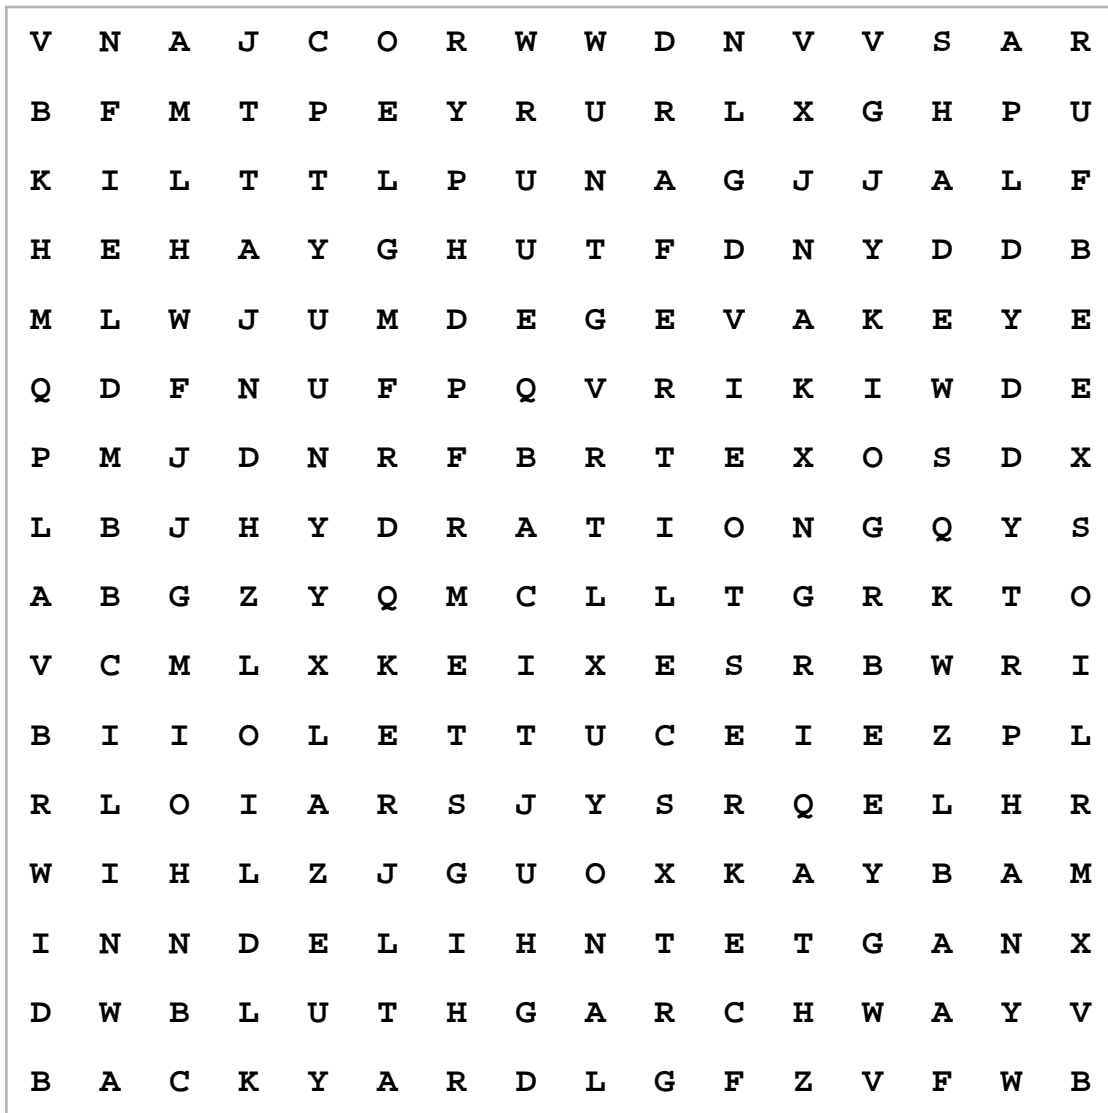 V N A J C O R W W D N V V S A R
B F M T P E Y R U R L X G H P U
K I L T T L P U N A G J J A L F
H E H A Y G H U T F D N Y D D B
M L W J U M D E G E V A K E Y E
Q D F N U F P Q V R I K I W D E
P M J D N R F B R T E X O S D X
L B J H Y D R A T I O N G Q Y S
A B G Z Y Q M C L L T G R K T O
V C M L X K E I X E S R B W R I
B I I O L E T T U C E I E Z P L
R L O I A R S J Y S R Q E L H R
W I H L Z J G U O X K A Y B A M
I N N D E L I H N T E T G A N X
D W B L U T H G A R C H W A Y V
B A C K Y A R D L G F Z V F W B